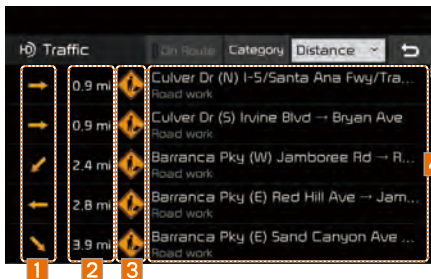 HD Traffic
On Route Category Distance
0.9 mi Culver Dr (N) I-5/Santa Ana Fwy/Tra...
Road work
0.9 mi Culver Dr (S) Irvine Blvd → Bryan Ave
Road work
2.4 mi Barranca Pky (W) Jamboree Rd → R...
Road work
2.8 mi Barranca Pky (E) Red Hill Ave → Jam...
Road work
3.9 mi Barranca Pky (E) Sand Canyon Ave ...
Road work
1 2 3